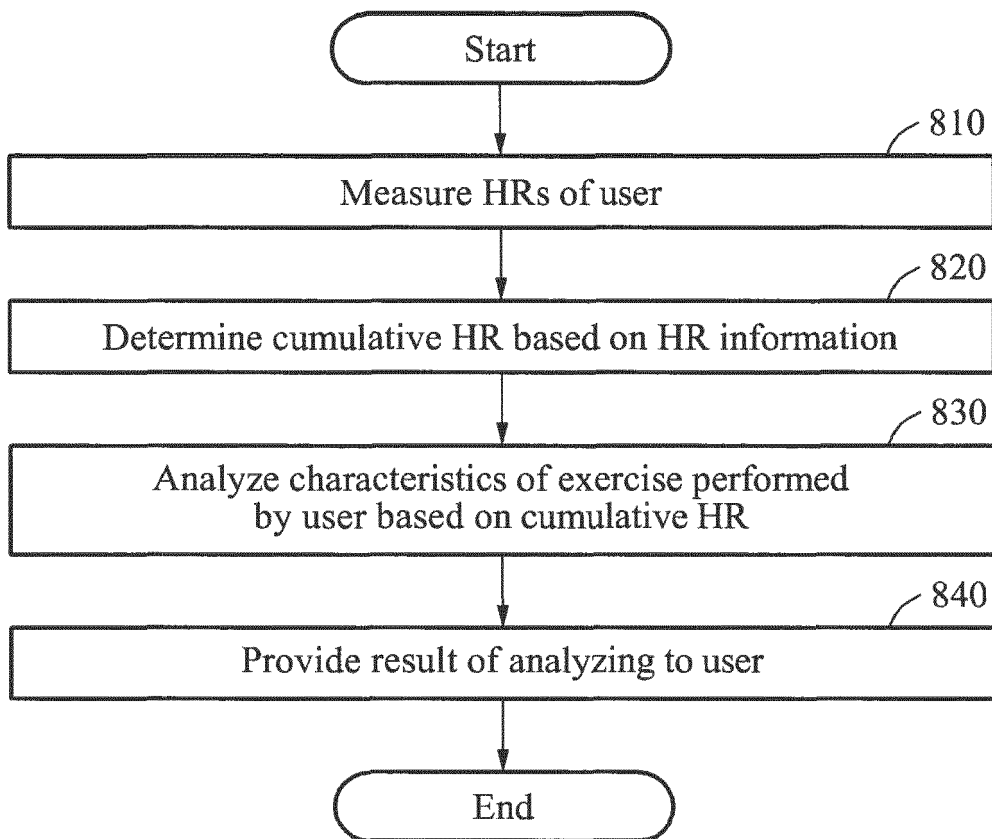 Start
810
Measure HRs of user
820
Determine cumulative HR based on HR information
830
Analyze characteristics of exercise performed
by user based on cumulative HR
840
Provide result of analyzing to user
End